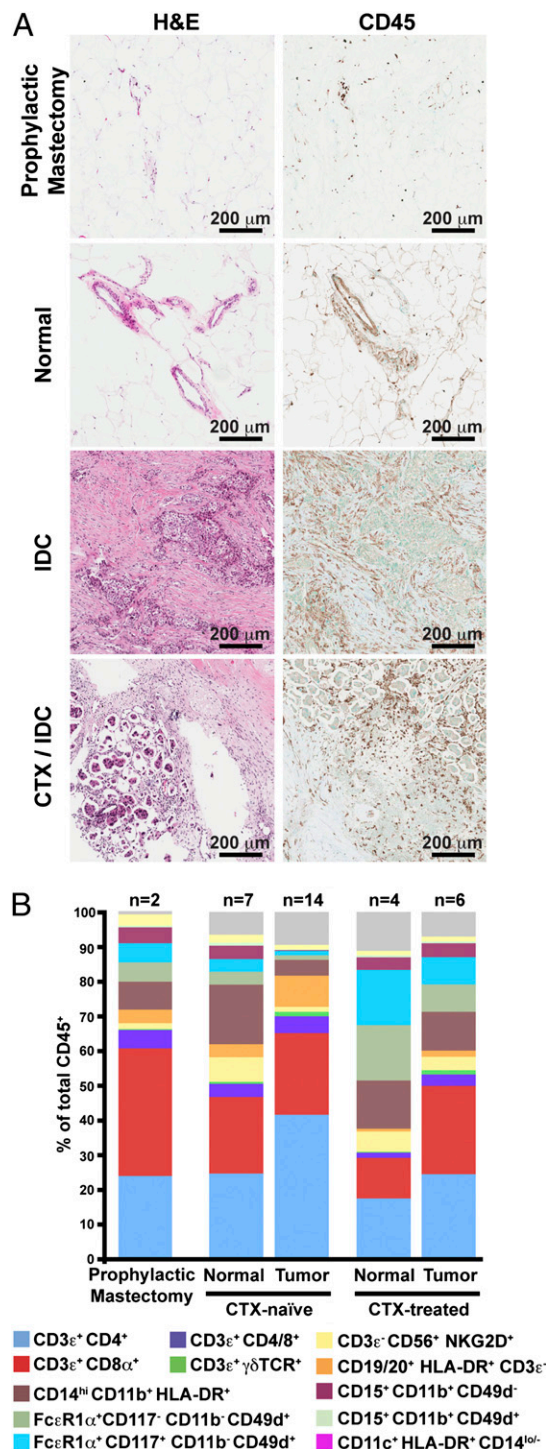 A
H&E CD45
Prophylactic
Mastectomy
200 µm 200 µm
Normal
200 µm 200 µm
IDC
200 µm 200 µm
CTX / IDC
200 µm 200 µm
B
n=2 n=7 n=14 n=4 n=6
% of total CD45⁺
100
90
80
70
60
50
40
30
20
10
0
Prophylactic Normal Tumor Normal Tumor
Mastectomy CTX-naïve CTX-treated
CD3ε⁺ CD4⁺ CD3ε⁺ CD4/8⁺ CD3ε⁻ CD56⁺ NKG2D⁺
CD3ε⁺ CD8α⁺ CD3ε⁺ γδTCR⁺ CD19/20⁺ HLA-DR⁺ CD3ε⁻
CD14ʰⁱ CD11b⁺ HLA-DR⁺ CD15⁺ CD11b⁺ CD49d⁻
FcεR1α⁺CD117⁻ CD11b⁻ CD49d⁺ CD15⁺ CD11b⁺ CD49d⁺
FcεR1α⁺ CD117⁺ CD11b⁻CD49d⁺ CD11c⁺ HLA-DR⁺ CD14ˡᵒ/⁻